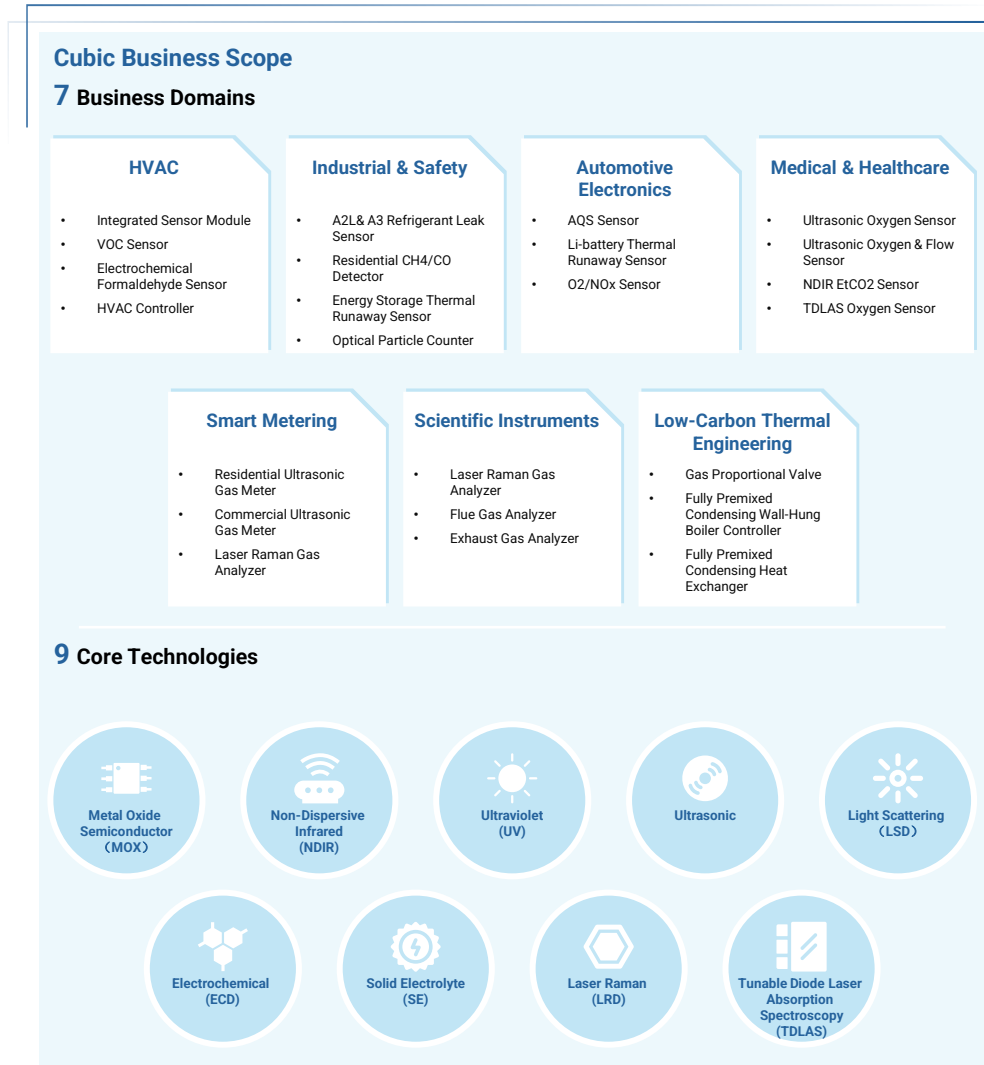 Cubic Business Scope
7 Business Domains
HVAC
• Integrated Sensor Module
• VOC Sensor
• Electrochemical
Formaldehyde Sensor
• HVAC Controller
Industrial & Safety
• A2L& A3 Refrigerant Leak
Sensor
• Residential CH4/CO
Detector
• Energy Storage Thermal
Runaway Sensor
• Optical Particle Counter
Automotive
Electronics
• AQS Sensor
• Li-battery Thermal
Runaway Sensor
• O2/NOx Sensor
Medical & Healthcare
• Ultrasonic Oxygen Sensor
• Ultrasonic Oxygen & Flow
Sensor
• NDIR EtCO2 Sensor
• TDLAS Oxygen Sensor
Smart Metering
• Residential Ultrasonic
Gas Meter
• Commercial Ultrasonic
Gas Meter
• Laser Raman Gas
Analyzer
Scientific Instruments
• Laser Raman Gas
Analyzer
• Flue Gas Analyzer
• Exhaust Gas Analyzer
Low-Carbon Thermal
Engineering
• Gas Proportional Valve
• Fully Premixed
Condensing Wall-Hung
Boiler Controller
• Fully Premixed
Condensing Heat
Exchanger
9 Core Technologies
Metal Oxide
Semiconductor
（MOX）
Non-Dispersive
Infrared
(NDIR)
Ultraviolet
(UV)
Ultrasonic
Light Scattering
（LSD）
Electrochemical
(ECD)
Solid Electrolyte
(SE)
Laser Raman
(LRD)
Tunable Diode Laser
Absorption
Spectroscopy
(TDLAS)